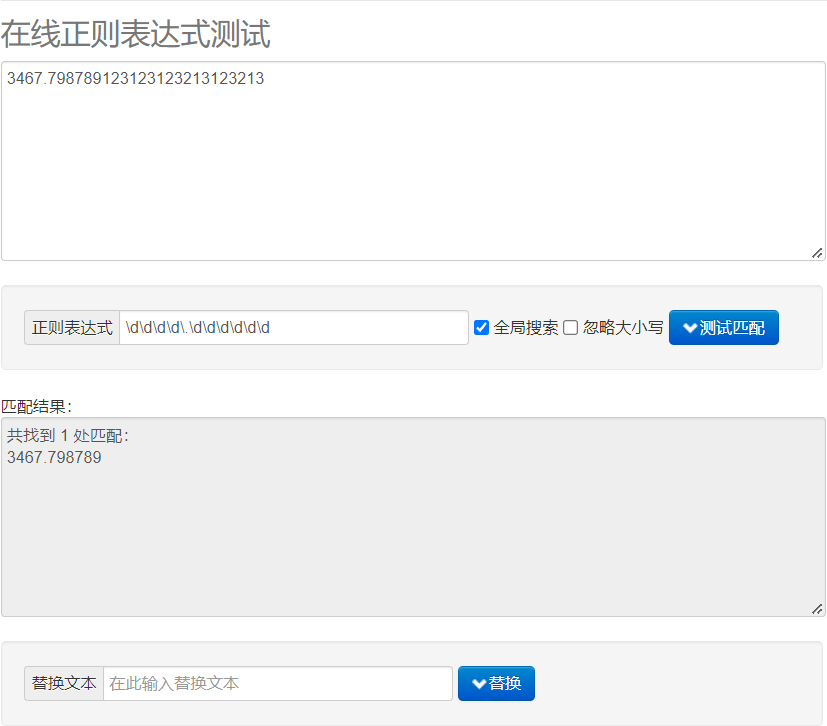 在线正则表达式测试
3467.798789123123123213123213
正则表达式 \d\d\d\d\.\d\d\d\d\d\d 全局搜索 忽略大小写 测试匹配
匹配结果：
共找到 1 处匹配：
3467.798789
替换文本 在此输入替换文本 替换